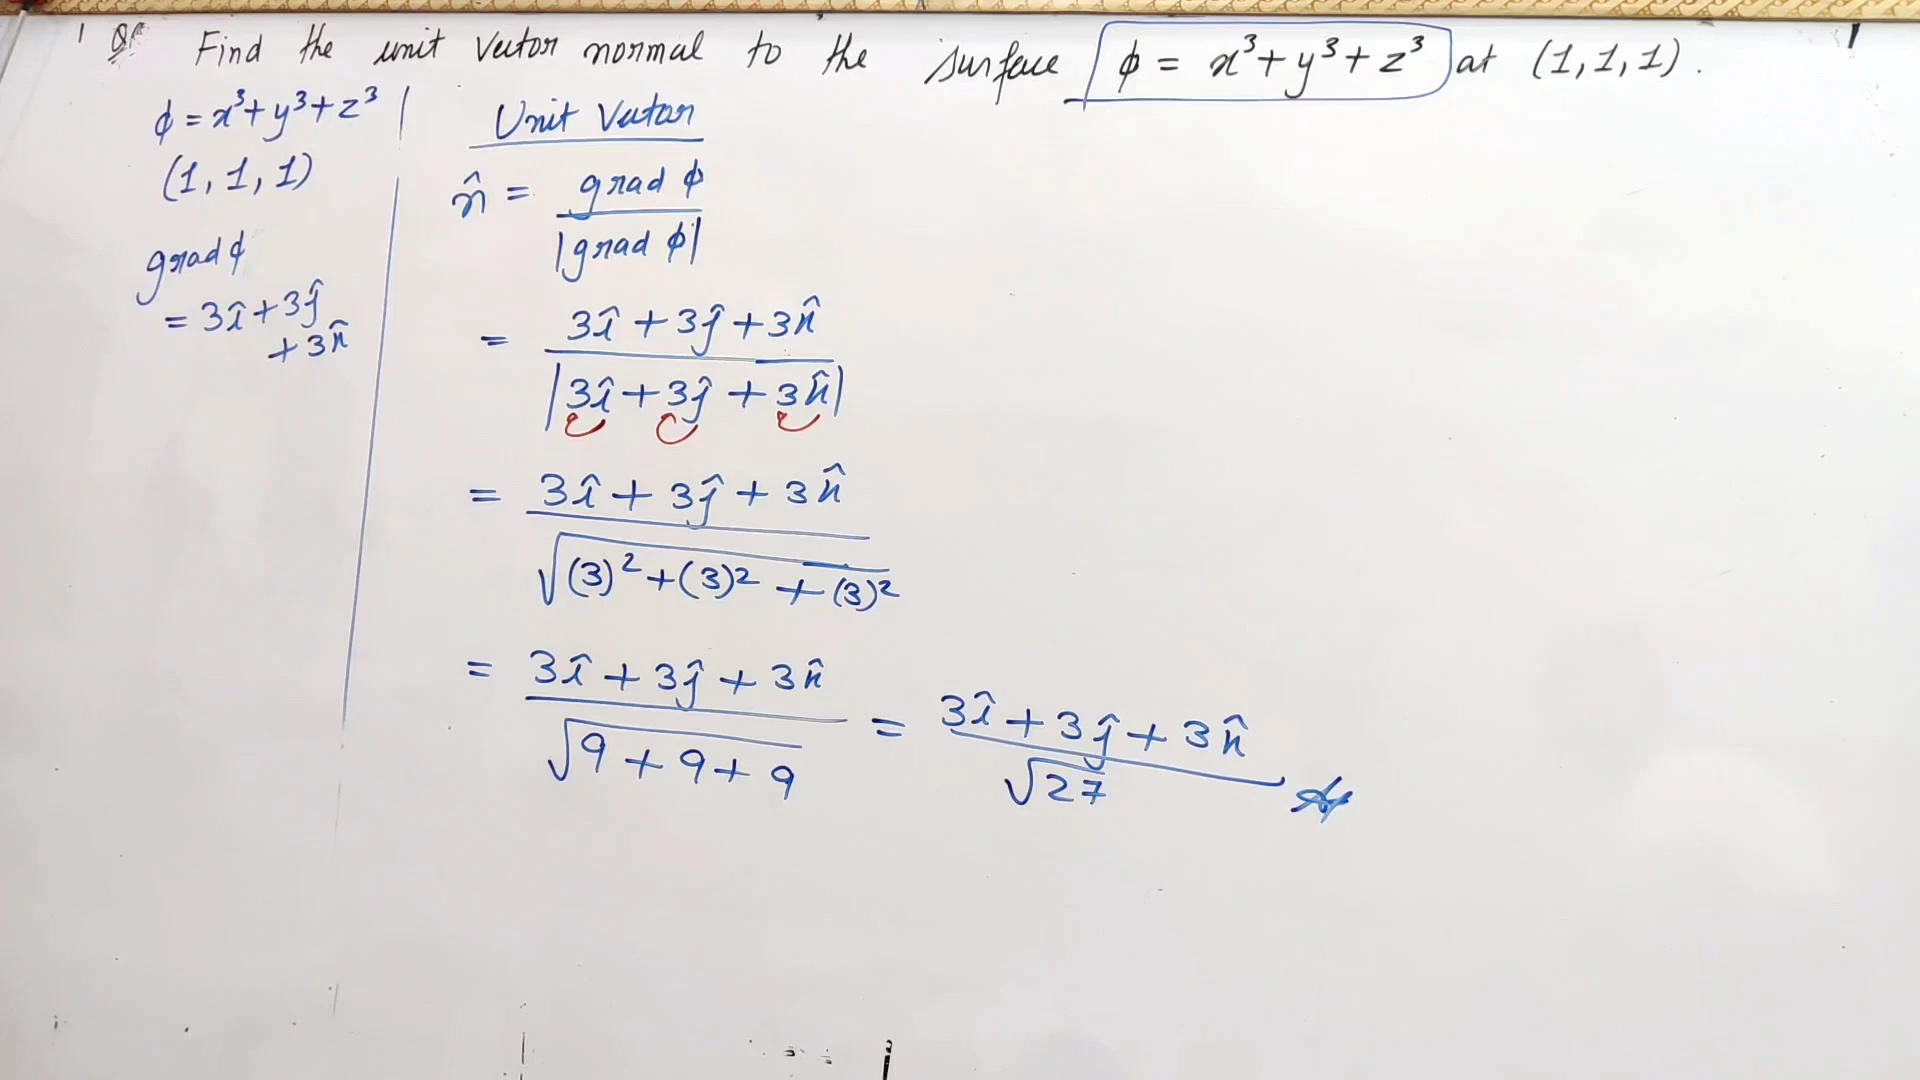 Q. Find the unit vector normal to the surface ϕ = x³+y³+z³ at (1,1,1).
ϕ = x³+y³+z³
(1,1,1)
grad ϕ
= 3î+3ĵ
+3k̂
Unit Vector
n̂ = grad ϕ
|grad ϕ|
= 3î+3ĵ+3k̂
|3î+3ĵ+3k̂|
= 3î+3ĵ+3k̂
√(3)²+(3)²+(3)²
= 3î+3ĵ+3k̂
√9+9+9
= 3î+3ĵ+3k̂
√27